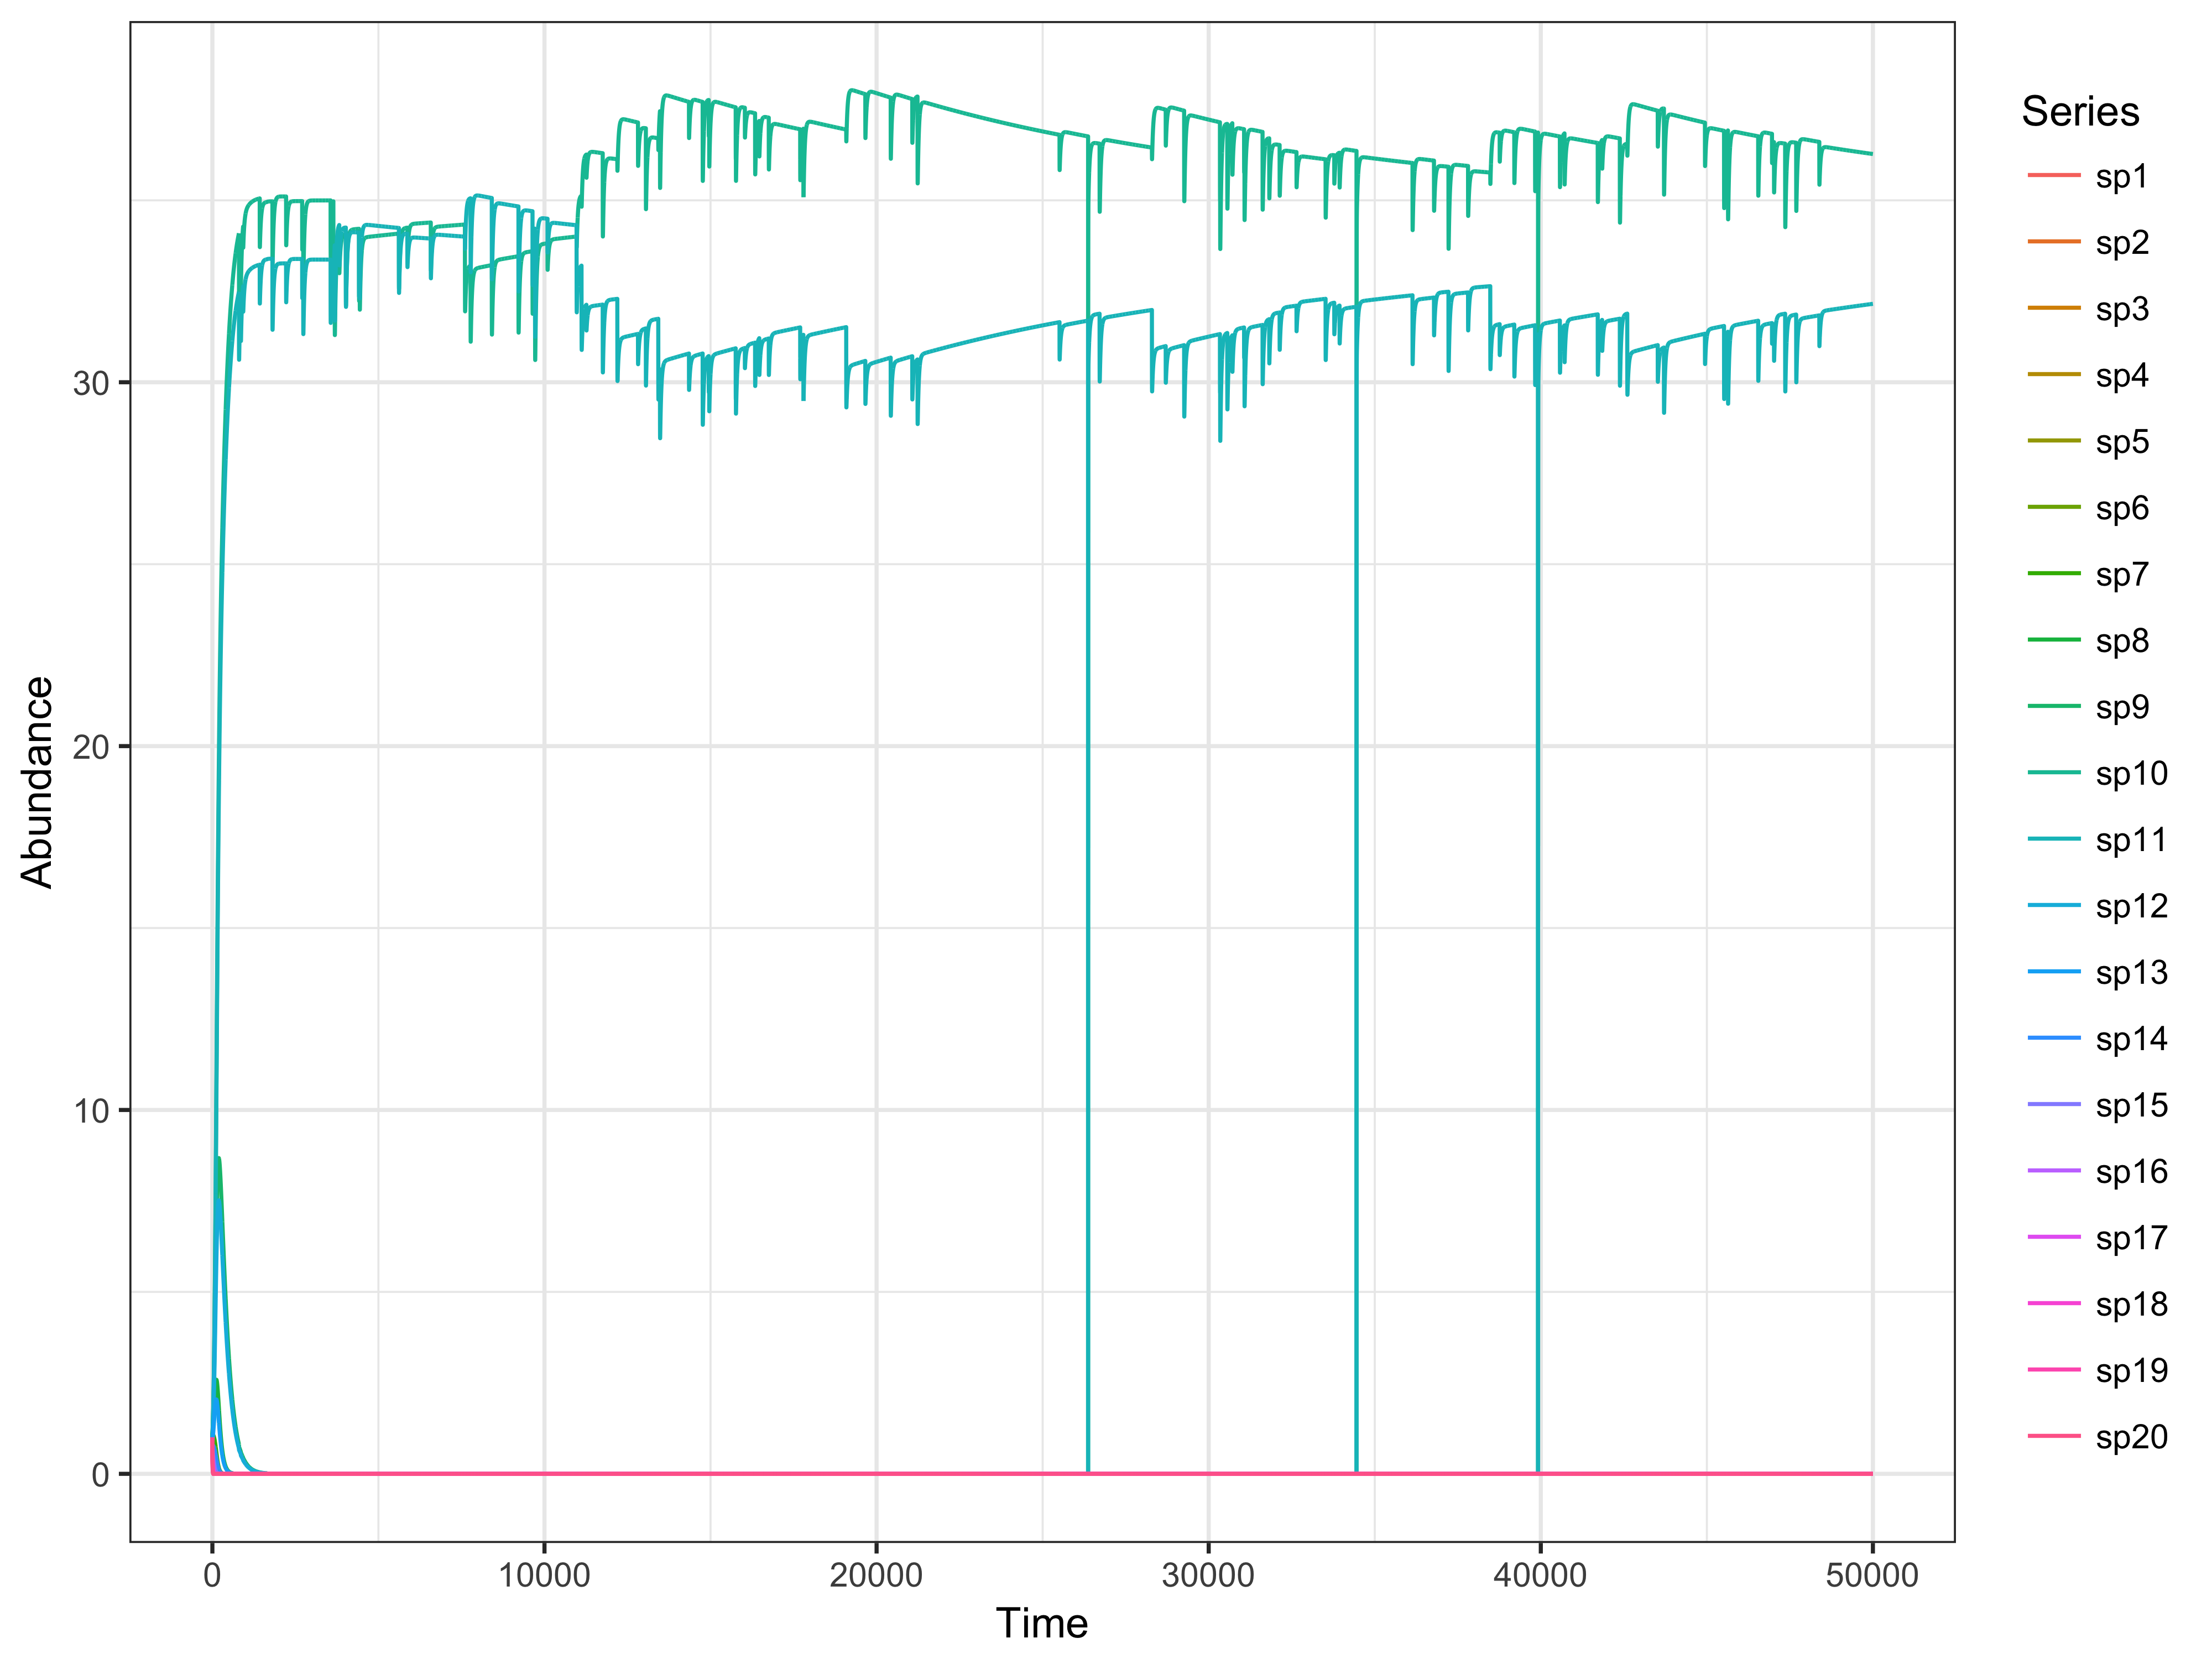 Abundance
30
20
10
0
0 10000 20000 30000 40000 50000
Time
Series
sp1
sp2
sp3
sp4
sp5
sp6
sp7
sp8
sp9
sp10
sp11
sp12
sp13
sp14
sp15
sp16
sp17
sp18
sp19
sp20